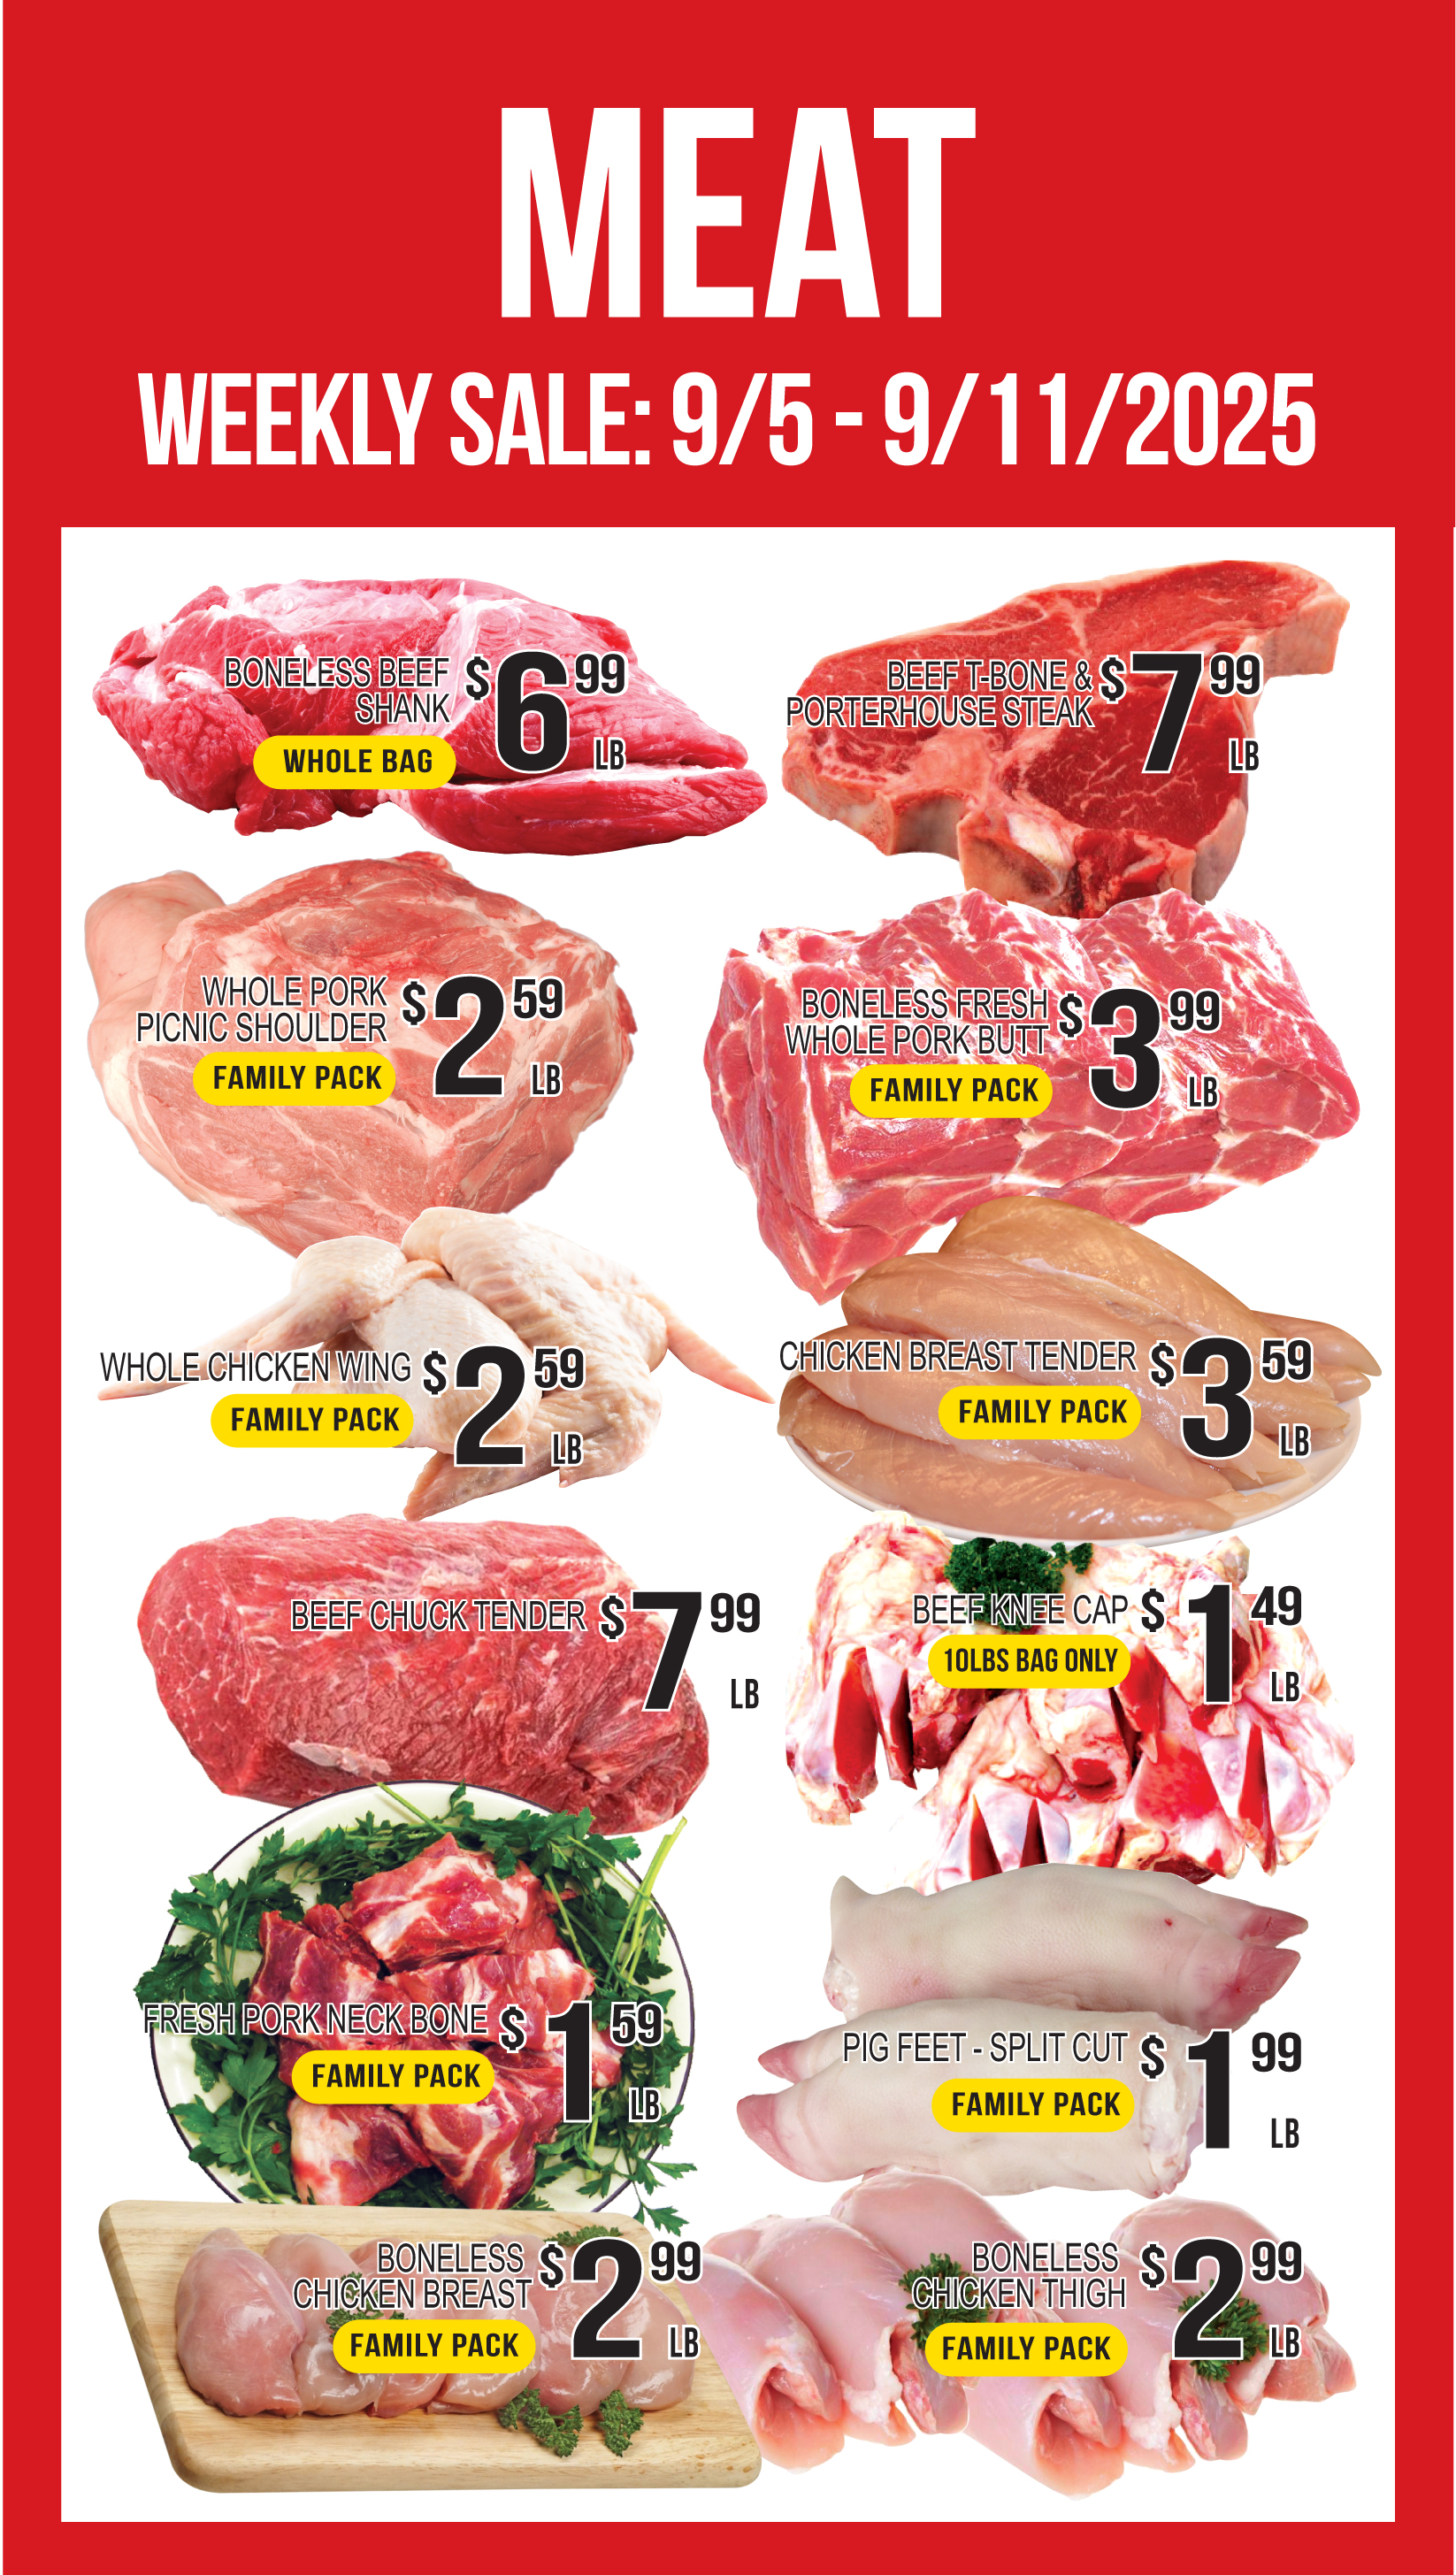 MEAT
WEEKLY SALE: 9/5 - 9/11/2025
BONELESS BEEF
SHANK
WHOLE BAG
$6 99
LB
BEEF T-BONE &
PORTERHOUSE STEAK
$7 99
LB
WHOLE PORK
PICNIC SHOULDER
FAMILY PACK
$2 59
LB
BONELESS FRESH
WHOLE PORK BUTT
FAMILY PACK
$3 99
LB
WHOLE CHICKEN WING
FAMILY PACK
$2 59
LB
CHICKEN BREAST TENDER
FAMILY PACK
$3 59
LB
BEEF CHUCK TENDER
$7 99
LB
BEEF KNEE CAP
10LBS BAG ONLY
$1 49
LB
FRESH PORK NECK BONE
FAMILY PACK
$1 59
LB
PIG FEET - SPLIT CUT
FAMILY PACK
$1 99
LB
BONELESS
CHICKEN BREAST
FAMILY PACK
$2 99
LB
BONELESS
CHICKEN THIGH
FAMILY PACK
$2 99
LB